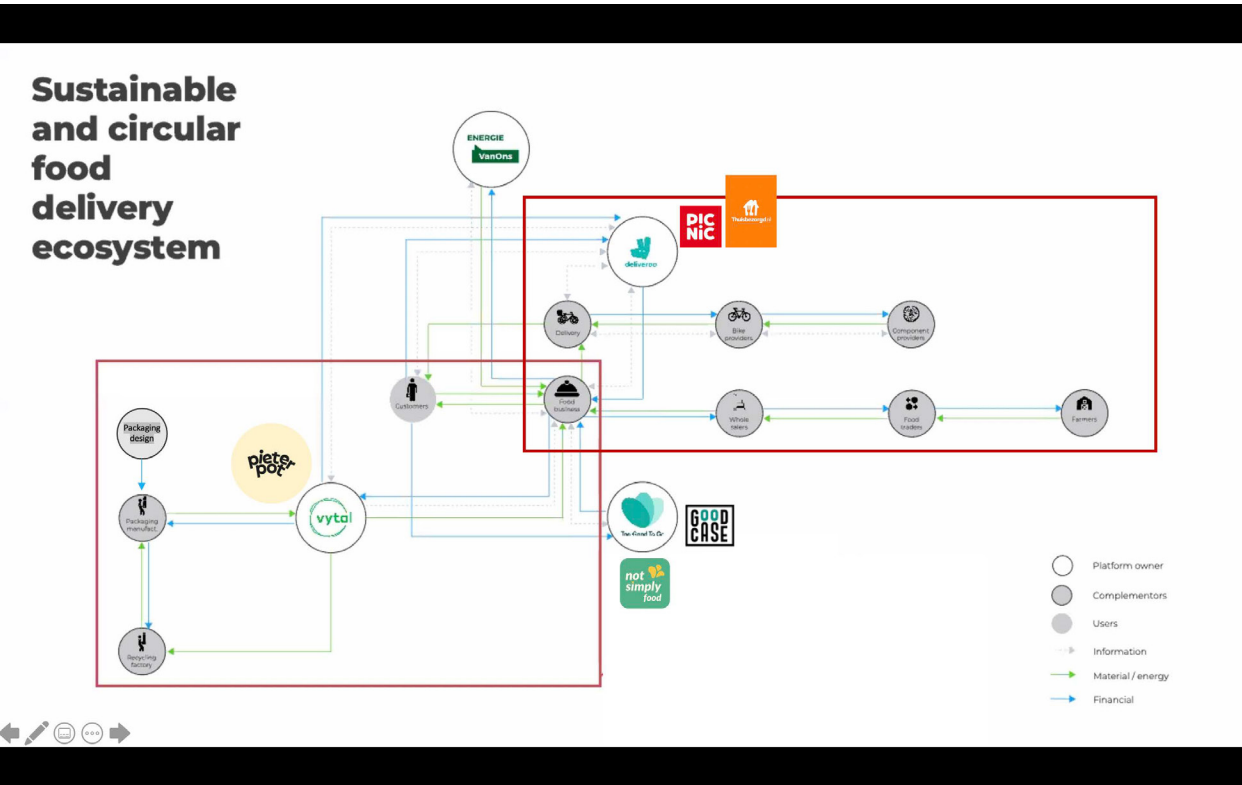 Sustainable
and circular
food
delivery
ecosystem
ENERGIE
VanOns
PIC
NiC
Thuisbezorgd.nl
deliveroo
Delivery
Bike
providers
Component
providers
Customers
Food
business
Whole
salers
Food
traders
Farmers
Packaging
design
pieter
pot
Packaging
manufact.
vytal
Too Good To Go
GOOD
CASE
not
simply
food
Recycling
factory
Platform owner
Complementors
Users
Information
Material / energy
Financial